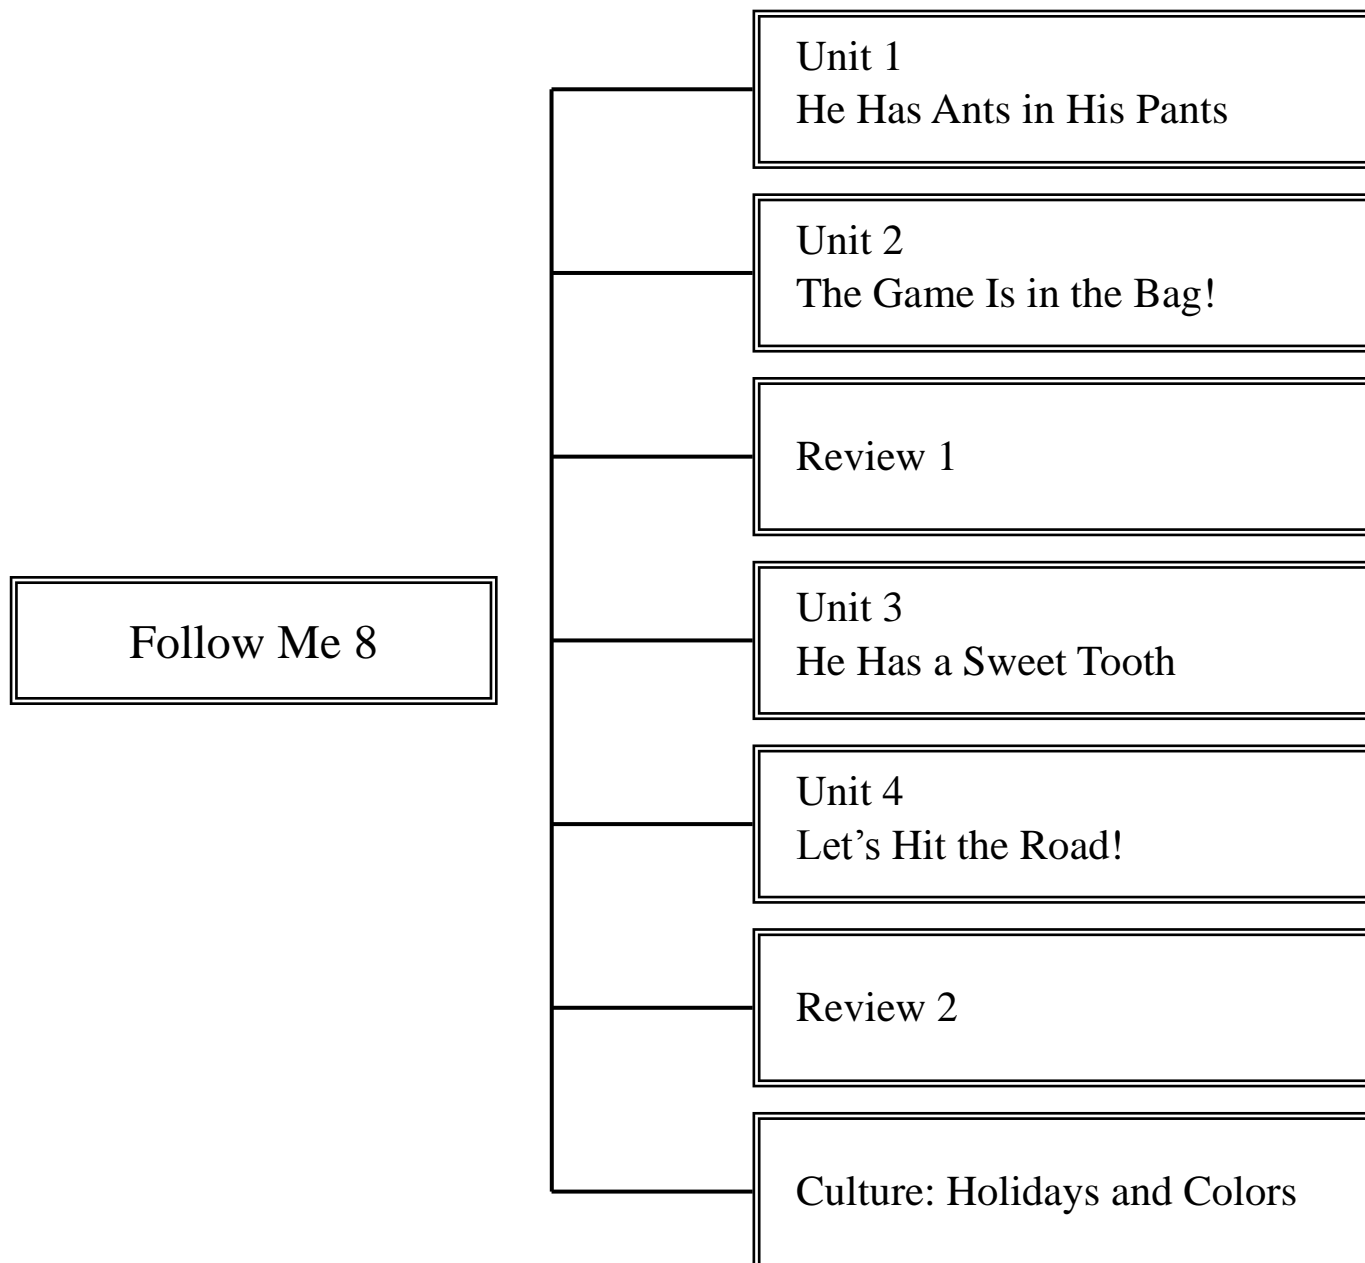 Follow Me 8
Unit 1
He Has Ants in His Pants
Unit 2
The Game Is in the Bag!
Review 1
Unit 3
He Has a Sweet Tooth
Unit 4
Let’s Hit the Road!
Review 2
Culture: Holidays and Colors